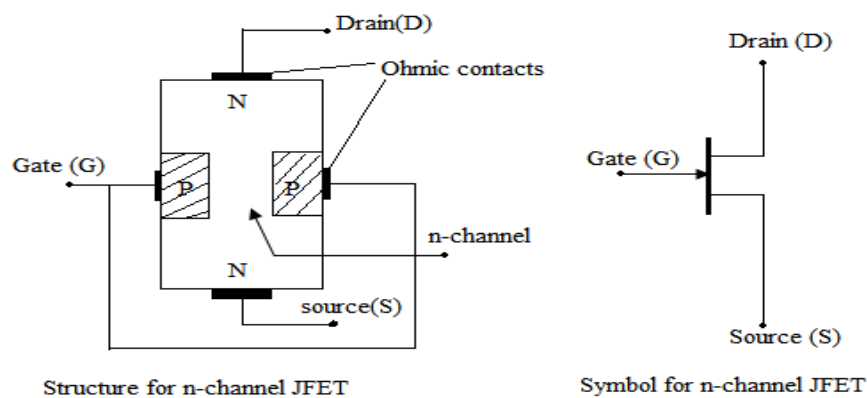 Drain(D)
Ohmic contacts
N
Gate (G)
P
P
n-channel
N
source(S)
Structure for n-channel JFET
Drain (D)
Gate (G)
Source (S)
Symbol for n-channel JFET